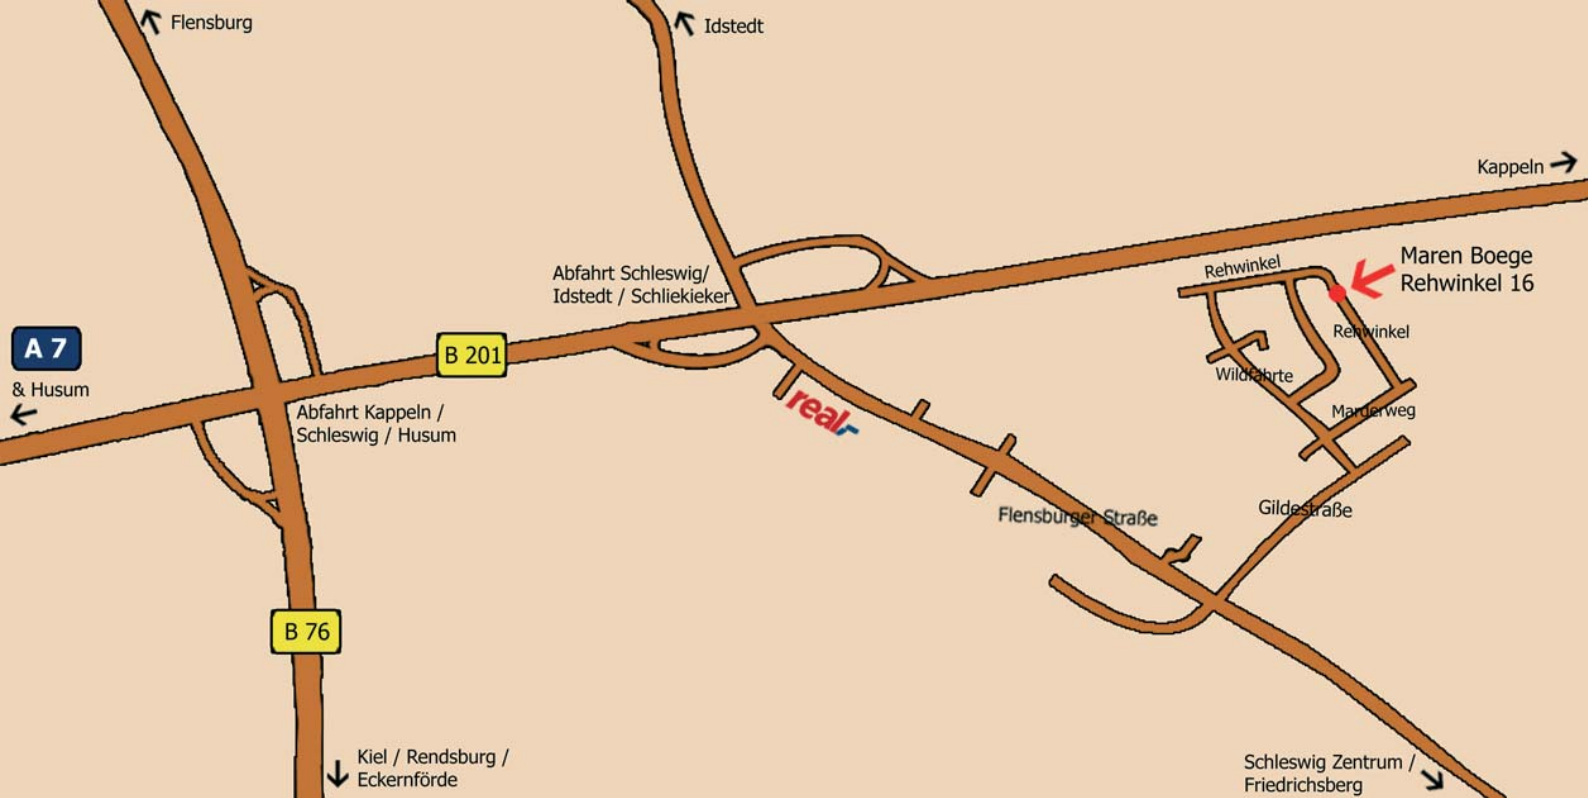 Flensburg
Idstedt
Kappeln
Maren Boege
Rehwinkel 16
Rehwinkel
Abfahrt Schleswig/
Idstedt / Schliekieker
Rehwinkel
A 7
B 201
& Husum
Wildfährte
Abfahrt Kappeln /
Schleswig / Husum
real,-
Marderweg
Gildestraße
Flensburger Straße
B 76
Kiel / Rendsburg /
Eckernförde
Schleswig Zentrum /
Friedrichsberg